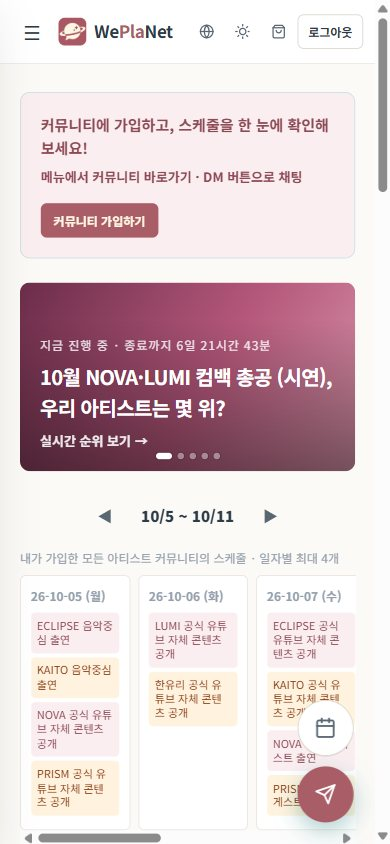 WePlaNet
로그아웃
커뮤니티에 가입하고, 스케줄을 한 눈에 확인해
보세요!
메뉴에서 커뮤니티 바로가기 · DM 버튼으로 채팅
커뮤니티 가입하기
지금 진행 중 · 종료까지 6일 21시간 43분
10월 NOVA·LUMI 컴백 총공 (시연),
우리 아티스트는 몇 위?
실시간 순위 보기 →
10/5 ~ 10/11
내가 가입한 모든 아티스트 커뮤니티의 스케줄 · 일자별 최대 4개
26-10-05 (월)
ECLIPSE 음악중
심 출연
KAITO 음악중심
출연
NOVA 공식 유튜
브 자체 콘텐츠
공개
PRISM 공식 유
튜브 자체 콘텐
츠 공개
26-10-06 (화)
LUMI 공식 유튜
브 자체 콘텐츠
공개
한유리 공식 유
튜브 자체 콘텐
츠 공개
26-10-07 (수)
ECLIPSE 공식
유튜브 자체 콘
텐츠 공개
KAITO 공식 유
튜브 자체 콘텐
츠 공개
NOVA
스트 출연
PRISM
게스트